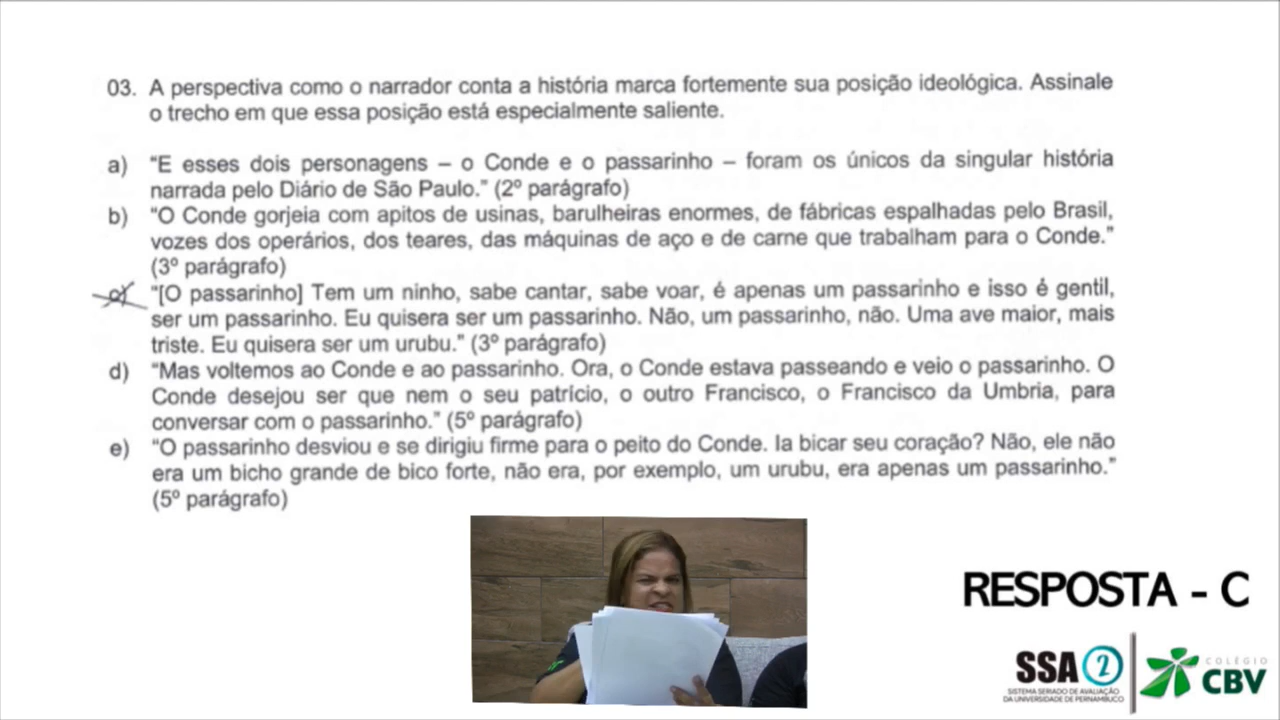 03. A perspectiva como o narrador conta a história marca fortemente sua posição ideológica. Assinale
o trecho em que essa posição está especialmente saliente.
a) "E esses dois personagens – o Conde e o passarinho – foram os únicos da singular história
narrada pelo Diário de São Paulo." (2º parágrafo)
b) "O Conde gorjeia com apitos de usinas, barulheiras enormes, de fábricas espalhadas pelo Brasil,
vozes dos operários, dos teares, das máquinas de aço e de carne que trabalham para o Conde."
(3º parágrafo)
c) "[O passarinho] Tem um ninho, sabe cantar, sabe voar, é apenas um passarinho e isso é gentil,
ser um passarinho. Eu quisera ser um passarinho. Não, um passarinho, não. Uma ave maior, mais
triste. Eu quisera ser um urubu." (3º parágrafo)
d) "Mas voltemos ao Conde e ao passarinho. Ora, o Conde estava passeando e veio o passarinho. O
Conde desejou ser que nem o seu patrício, o outro Francisco, o Francisco da Umbria, para
conversar com o passarinho." (5º parágrafo)
e) "O passarinho desviou e se dirigiu firme para o peito do Conde. Ia bicar seu coração? Não, ele não
era um bicho grande de bico forte, não era, por exemplo, um urubu, era apenas um passarinho."
(5º parágrafo)
RESPOSTA - C
SSA 2
SISTEMA SERIADO DE AVALIAÇÃO
DA UNIVERSIDADE DE PERNAMBUCO
COLÉGIO
CBV